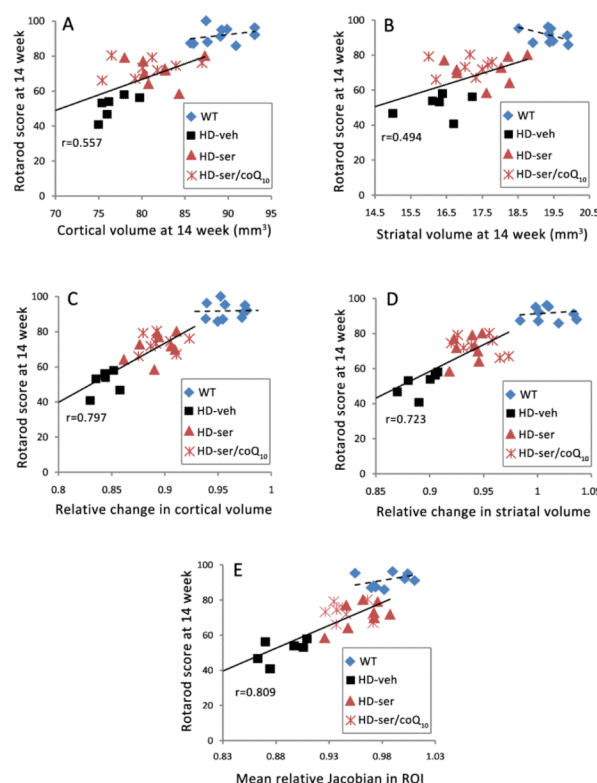 A
Rotarod score at 14 week
100
80
60
40
20
0
WT
HD-veh
HD-ser
HD-ser/coQ10
r=0.557
70 75 80 85 90 95
Cortical volume at 14 week (mm³)
B
Rotarod score at 14 week
100
80
60
40
20
0
WT
HD-veh
HD-ser
HD-ser/coQ10
r=0.494
14.5 15.5 16.5 17.5 18.5 19.5 20.5
Striatal volume at 14 week (mm³)
C
Rotarod score at 14 week
120
100
80
60
40
20
0
WT
HD-veh
HD-ser
HD-ser/coQ10
r=0.797
0.8 0.85 0.9 0.95 1
Relative change in cortical volume
D
Rotarod score at 14 week
120
100
80
60
40
20
0
WT
HD-veh
HD-ser
HD-ser/coQ10
r=0.723
0.85 0.9 0.95 1 1.05
Relative change in striatal volume
E
Rotarod score at 14 week
100
80
60
40
20
0
WT
HD-veh
HD-ser
HD-ser/coQ10
r=0.809
0.83 0.88 0.93 0.98 1.03
Mean relative Jacobian in ROI